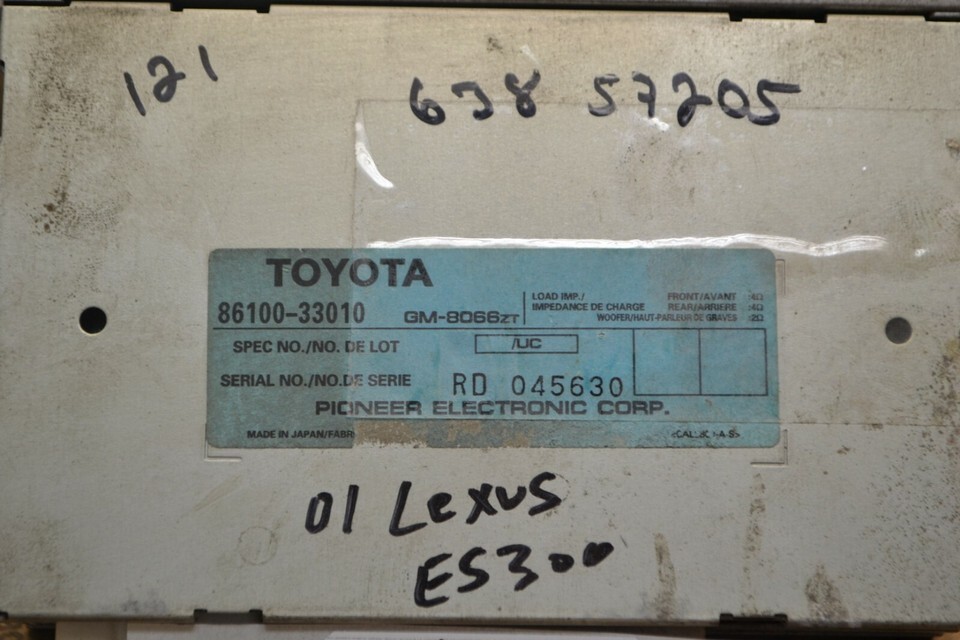 121
638 57205
TOYOTA
86100-33010 GM-8066ZT
LOAD IMP./
IMPEDANCE DE CHARGE
FRONT/AVANT :4Ω
REAR/ARRIERE :4Ω
WOOFER/HAUT-PARLEUR DE GRAVES :2Ω
SPEC NO./NO. DE LOT /UC
SERIAL NO./NO.DE SERIE RD 045630
PIONEER ELECTRONIC CORP.
MADE IN JAPAN/FABR
01 Lexus
ES300